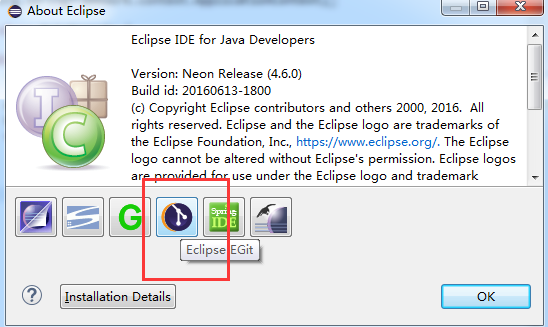 About Eclipse
Eclipse IDE for Java Developers
Version: Neon Release (4.6.0)
Build id: 20160613-1800
(c) Copyright Eclipse contributors and others 2000, 2016.  All
rights reserved. Eclipse and the Eclipse logo are trademarks of
the Eclipse Foundation, Inc., https://www.eclipse.org/. The Eclipse
logo cannot be altered without Eclipse's permission. Eclipse logos
are provided for use under the Eclipse logo and trademark
I
C
G
Spring
IDE
Eclipse EGit
?
Installation Details
OK